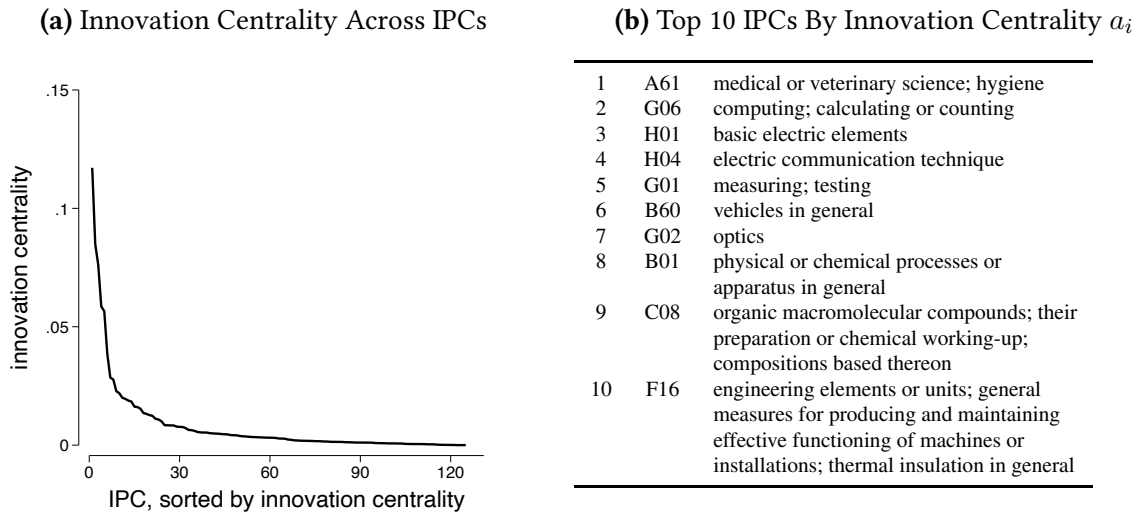 (a) Innovation Centrality Across IPCs
.15
.1
.05
0
innovation centrality
0 30 60 90 120
IPC, sorted by innovation centrality
(b) Top 10 IPCs By Innovation Centrality a_i
1 A61 medical or veterinary science; hygiene
2 G06 computing; calculating or counting
3 H01 basic electric elements
4 H04 electric communication technique
5 G01 measuring; testing
6 B60 vehicles in general
7 G02 optics
8 B01 physical or chemical processes or
apparatus in general
9 C08 organic macromolecular compounds; their
preparation or chemical working-up;
compositions based thereon
10 F16 engineering elements or units; general
measures for producing and maintaining
effective functioning of machines or
installations; thermal insulation in general